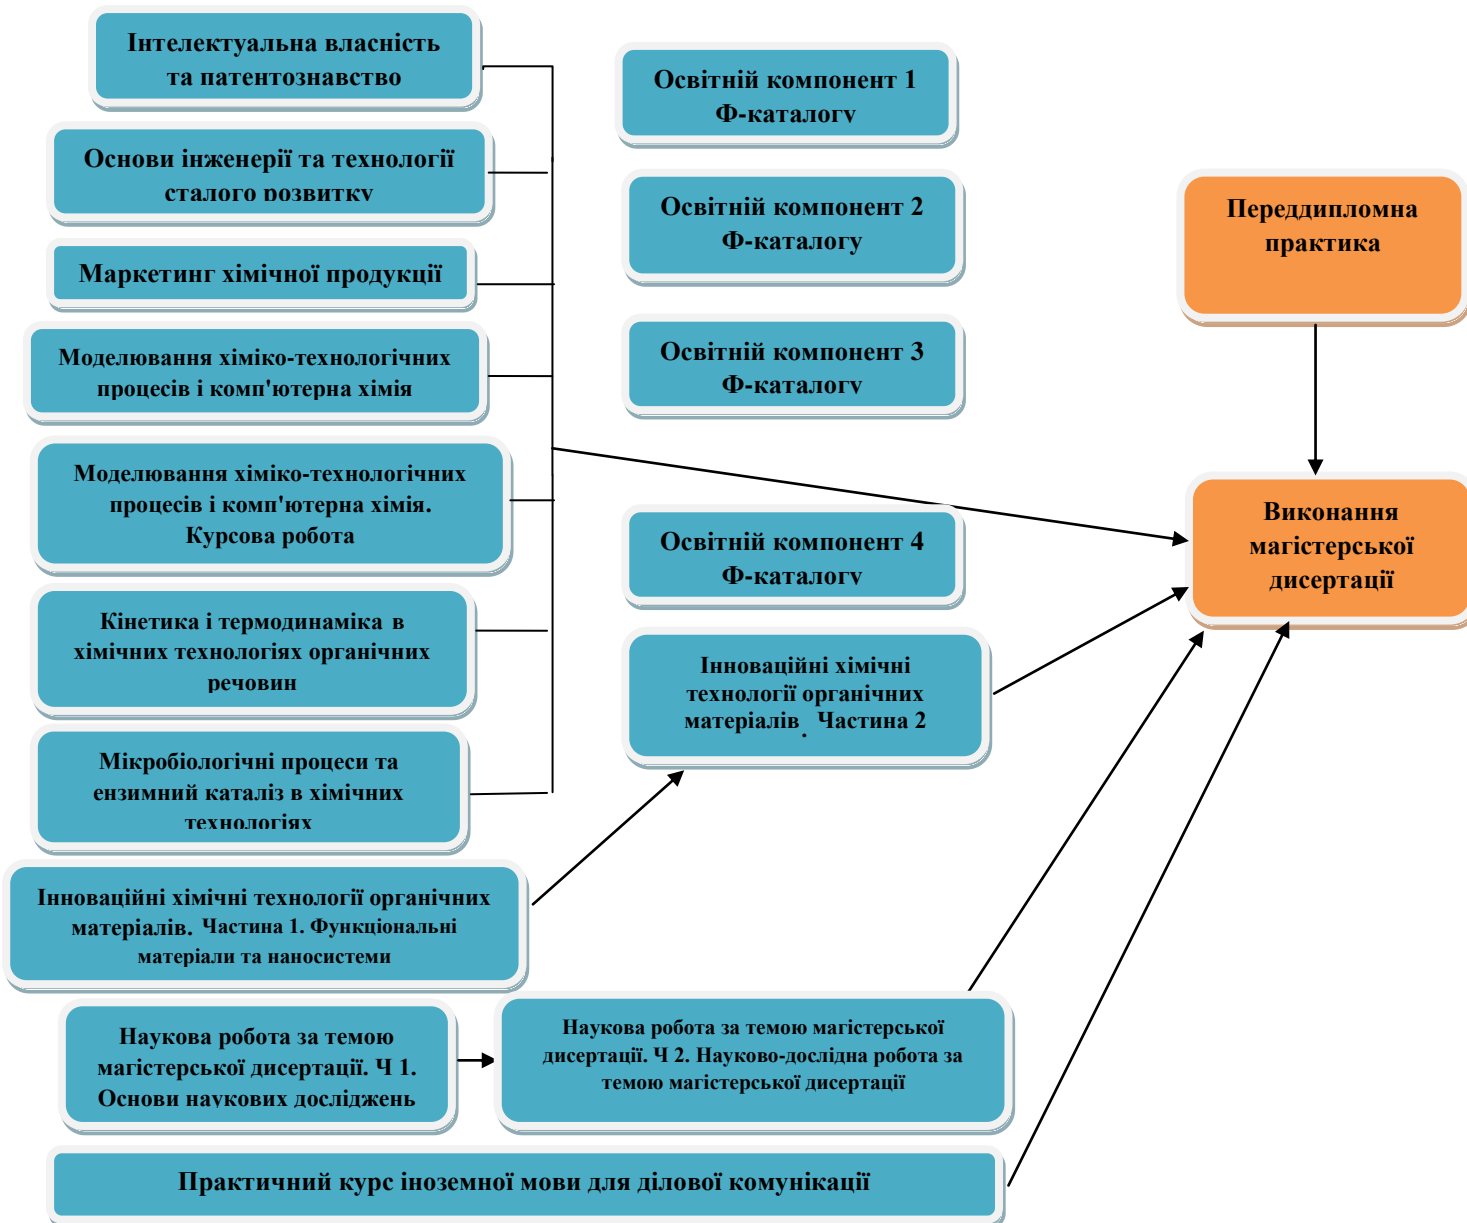 Інтелектуальна власність
та патентознавство
Основи інженерії та технології
сталого розвитку
Маркетинг хімічної продукції
Моделювання хіміко-технологічних
процесів і комп'ютерна хімія
Моделювання хіміко-технологічних
процесів і комп'ютерна хімія.
Курсова робота
Кінетика і термодинаміка в
хімічних технологіях органічних
речовин
Мікробіологічні процеси та
ензимний каталіз в хімічних
технологіях
Інноваційні хімічні технології органічних
матеріалів. Частина 1. Функціональні
матеріали та наносистеми
Наукова робота за темою
магістерської дисертації. Ч 1.
Основи наукових досліджень
Освітній компонент 1
Ф-каталогу
Освітній компонент 2
Ф-каталогу
Освітній компонент 3
Ф-каталогу
Освітній компонент 4
Ф-каталогу
Інноваційні хімічні
технології органічних
матеріалів. Частина 2
Наукова робота за темою магістерської
дисертації. Ч 2. Науково-дослідна робота за
темою магістерської дисертації
Практичний курс іноземної мови для ділової комунікації
Переддипломна
практика
Виконання
магістерської
дисертації